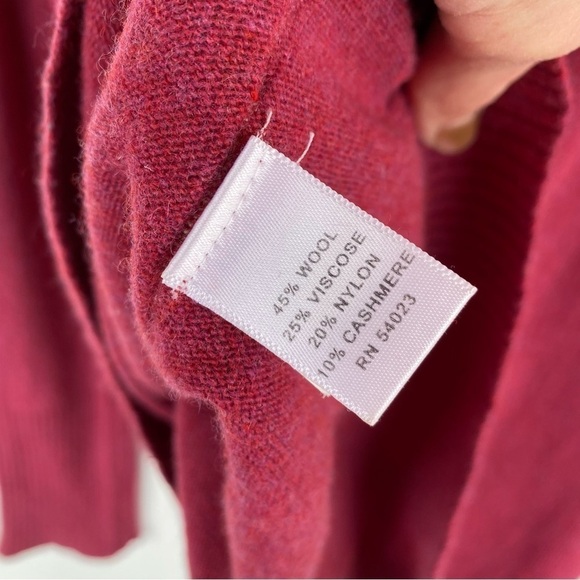 45% WOOL
25% VISCOSE
20% NYLON
10% CASHMERE
RN 54023